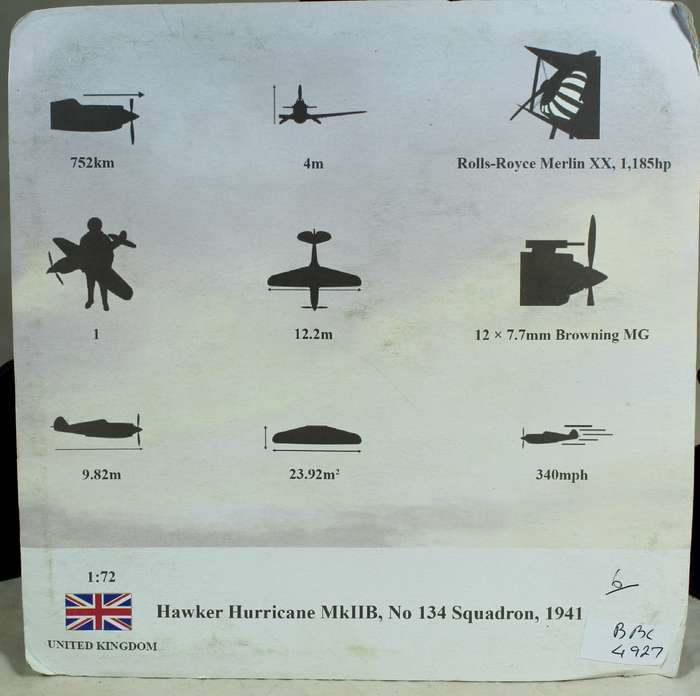 752km
4m
Rolls-Royce Merlin XX, 1,185hp
1
12.2m
12 × 7.7mm Browning MG
9.82m
23.92m²
340mph
1:72
UNITED KINGDOM
Hawker Hurricane MkIIB, No 134 Squadron, 1941
6
BBC
4927